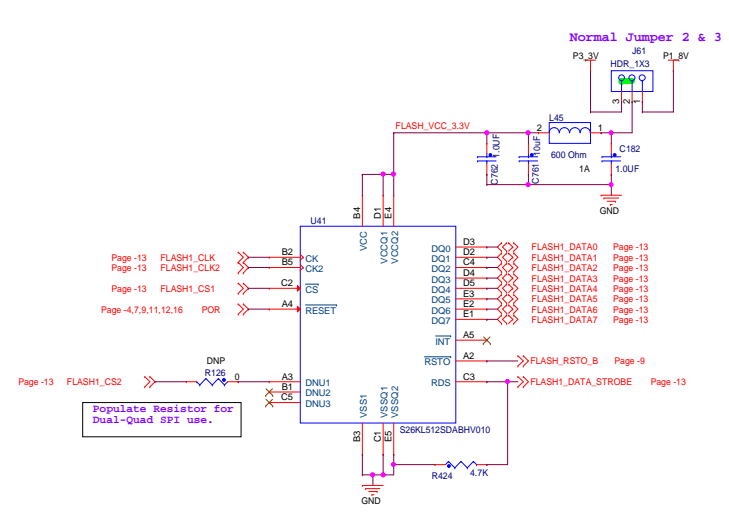 Normal Jumper 2 & 3
J61
P3_3V HDR_1X3 P1_8V
3 2 1
FLASH_VCC_3.3V
L45
2 1
600 Ohm
1A
C762 1.0UF
C761 10uF
C182
1.0UF
GND
B4 D1 E4
U41
VCC VCCQ1 VCCQ2
Page -13 FLASH1_CLK B2 CK
Page -13 FLASH1_CLK2 B5 CK2
Page -13 FLASH1_CS1 C2 CS
Page -4,7,9,11,12,16 POR A4 RESET
DQ0 D3 FLASH1_DATA0 Page -13
DQ1 D2 FLASH1_DATA1 Page -13
DQ2 C4 FLASH1_DATA2 Page -13
DQ3 D4 FLASH1_DATA3 Page -13
DQ4 D5 FLASH1_DATA4 Page -13
DQ5 E3 FLASH1_DATA5 Page -13
DQ6 E2 FLASH1_DATA6 Page -13
DQ7 E1 FLASH1_DATA7 Page -13
INT A5
RSTO A2 FLASH_RSTO_B Page -9
RDS C3 FLASH1_DATA_STROBE Page -13
DNP
Page -13 FLASH1_CS2 R126 0 A3 DNU1
B1 DNU2
C5 DNU3
Populate Resistor for
Dual-Quad SPI use.
VSS1 VSSQ1 VSSQ2
S26KL512SDABHV010
B3 C1 E5
R424 4.7K
GND